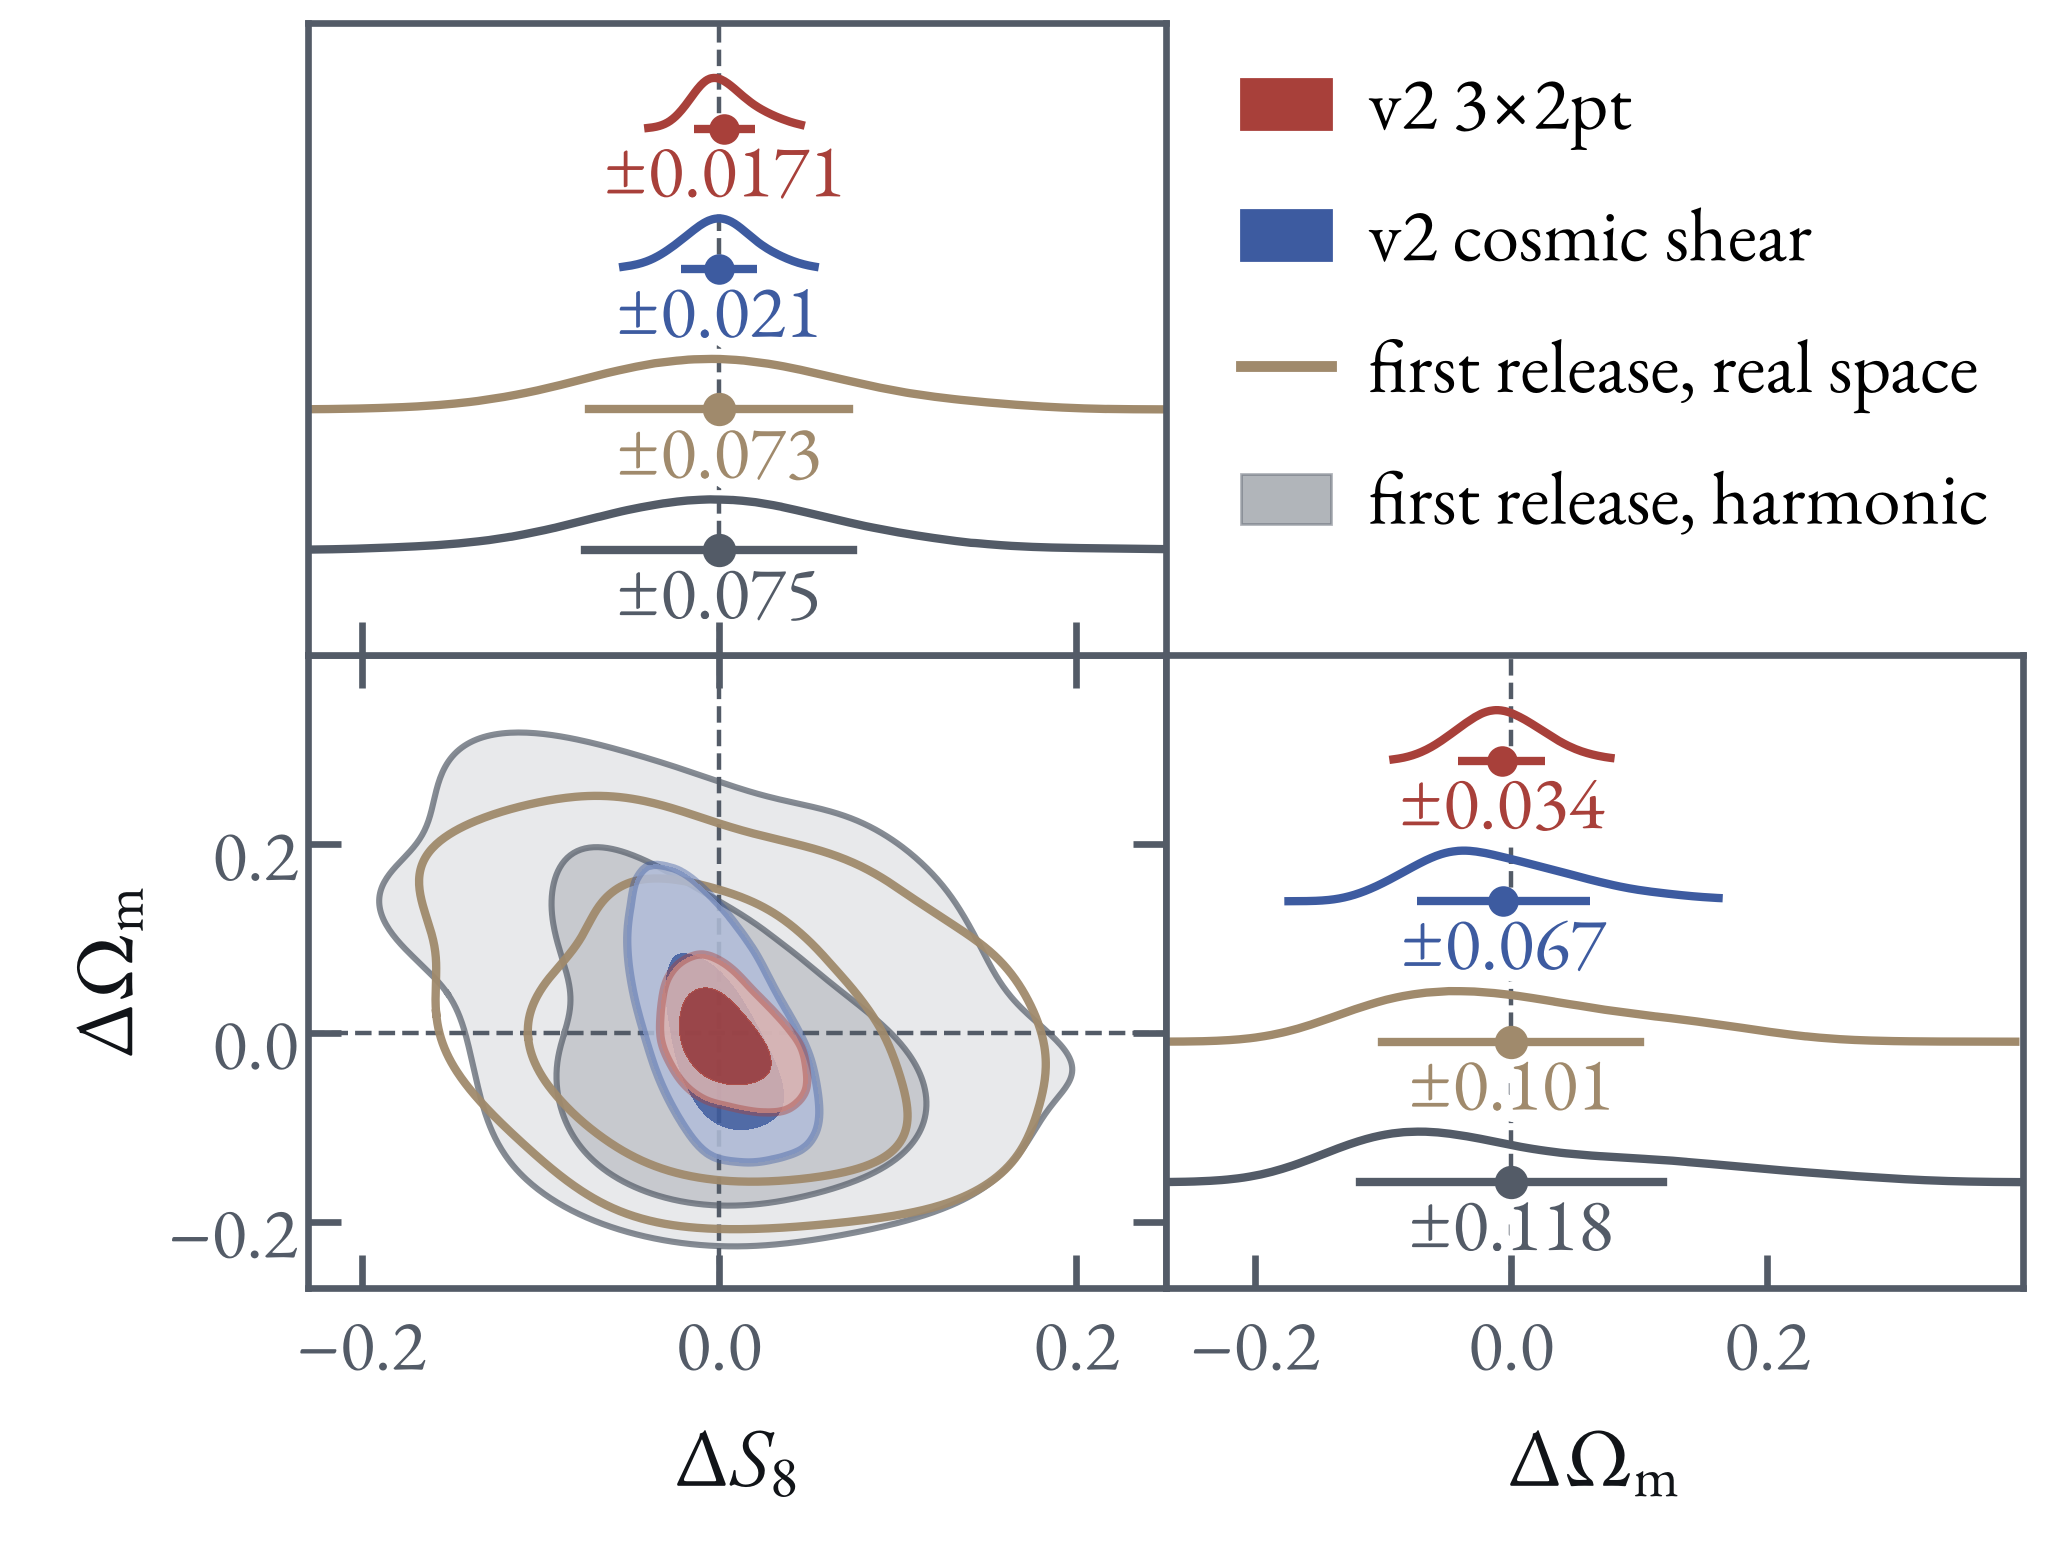 v2 3×2pt
v2 cosmic shear
first release, real space
first release, harmonic
±0.0171
±0.021
±0.073
±0.075
±0.034
±0.067
±0.101
±0.118
ΔΩm
0.2
0.0
−0.2
−0.2 0.0 0.2
−0.2 0.0 0.2
ΔS8
ΔΩm